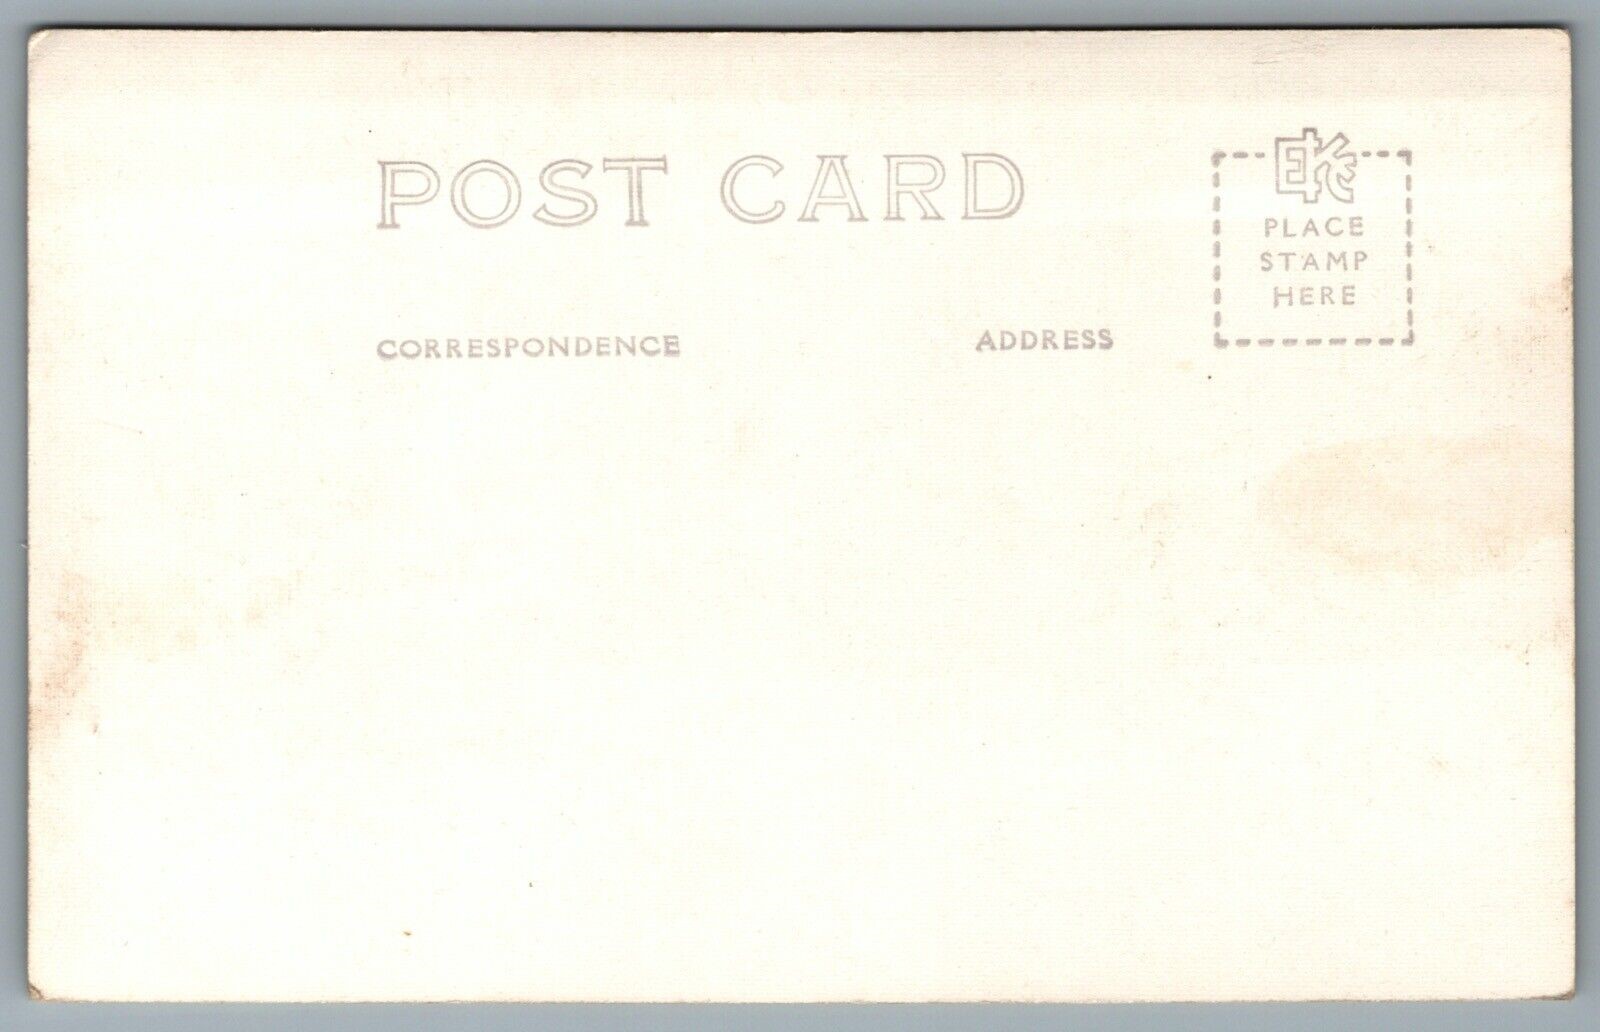 POST CARD
EKC
PLACE
STAMP
HERE
CORRESPONDENCE
ADDRESS